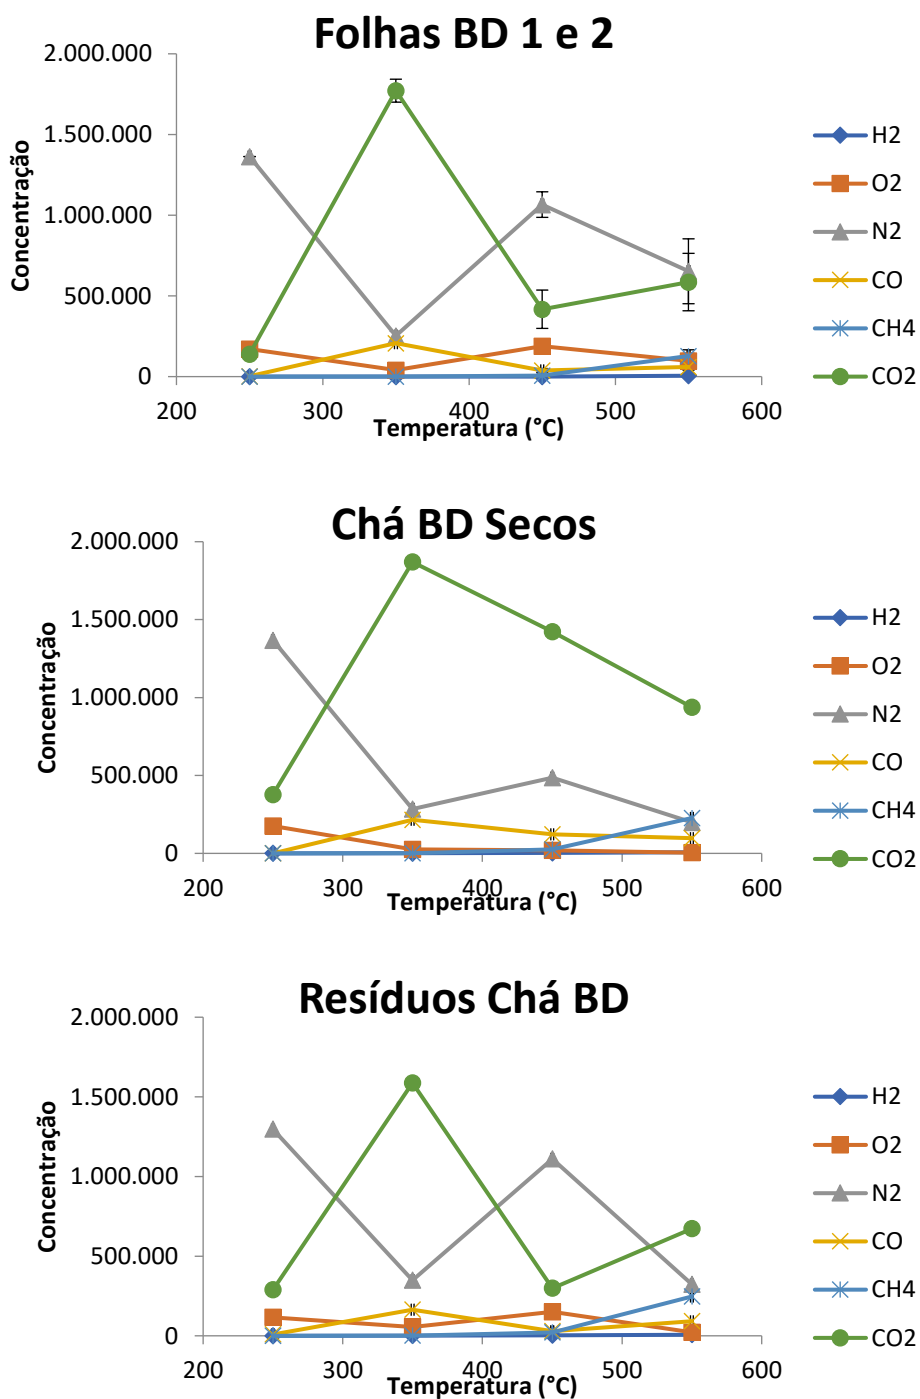 Folhas BD 1 e 2
2.000.000
1.500.000
1.000.000
500.000
0
Concentração
200 300 400 500 600
Temperatura (°C)
H2
O2
N2
CO
CH4
CO2
Chá BD Secos
2.000.000
1.500.000
1.000.000
500.000
0
Concentração
200 300 400 500 600
Temperatura (°C)
H2
O2
N2
CO
CH4
CO2
Resíduos Chá BD
2.000.000
1.500.000
1.000.000
500.000
0
Concentração
200 300 400 500 600
Temperatura (°C)
H2
O2
N2
CO
CH4
CO2